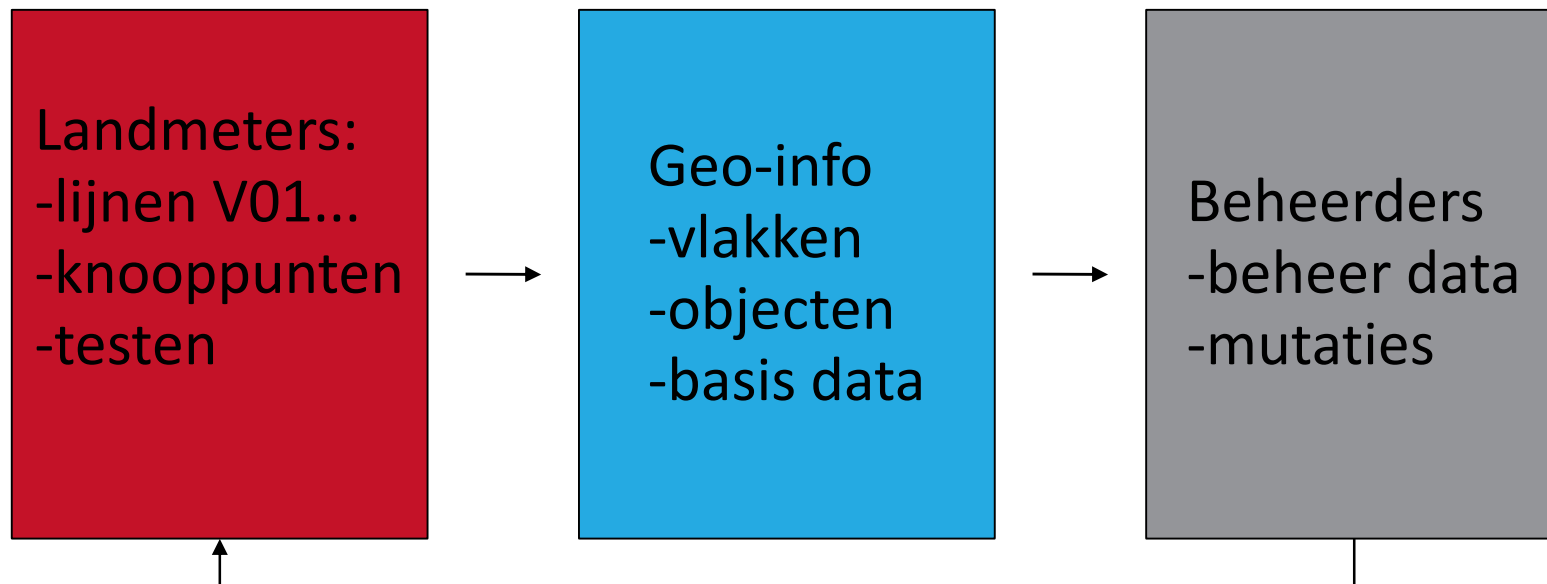 Landmeters:
-lijnen V01...
-knooppunten
-testen
Geo-info
-vlakken
-objecten
-basis data
Beheerders
-beheer data
-mutaties